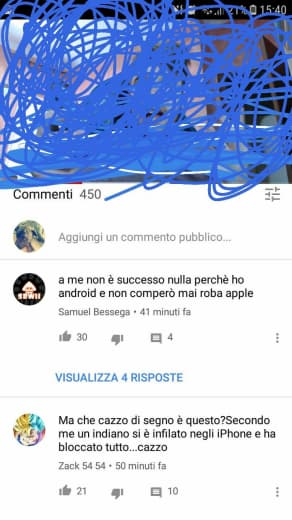 21% 15:40
Commenti 450
Aggiungi un commento pubblico...
a me non è successo nulla perchè ho
android e non comperò mai roba apple
Samuel Bessega • 41 minuti fa
30 4
VISUALIZZA 4 RISPOSTE
Ma che cazzo di segno è questo?Secondo
me un indiano si è infilato negli iPhone e ha
bloccato tutto...cazzo
Zack 54 54 • 50 minuti fa
21 10